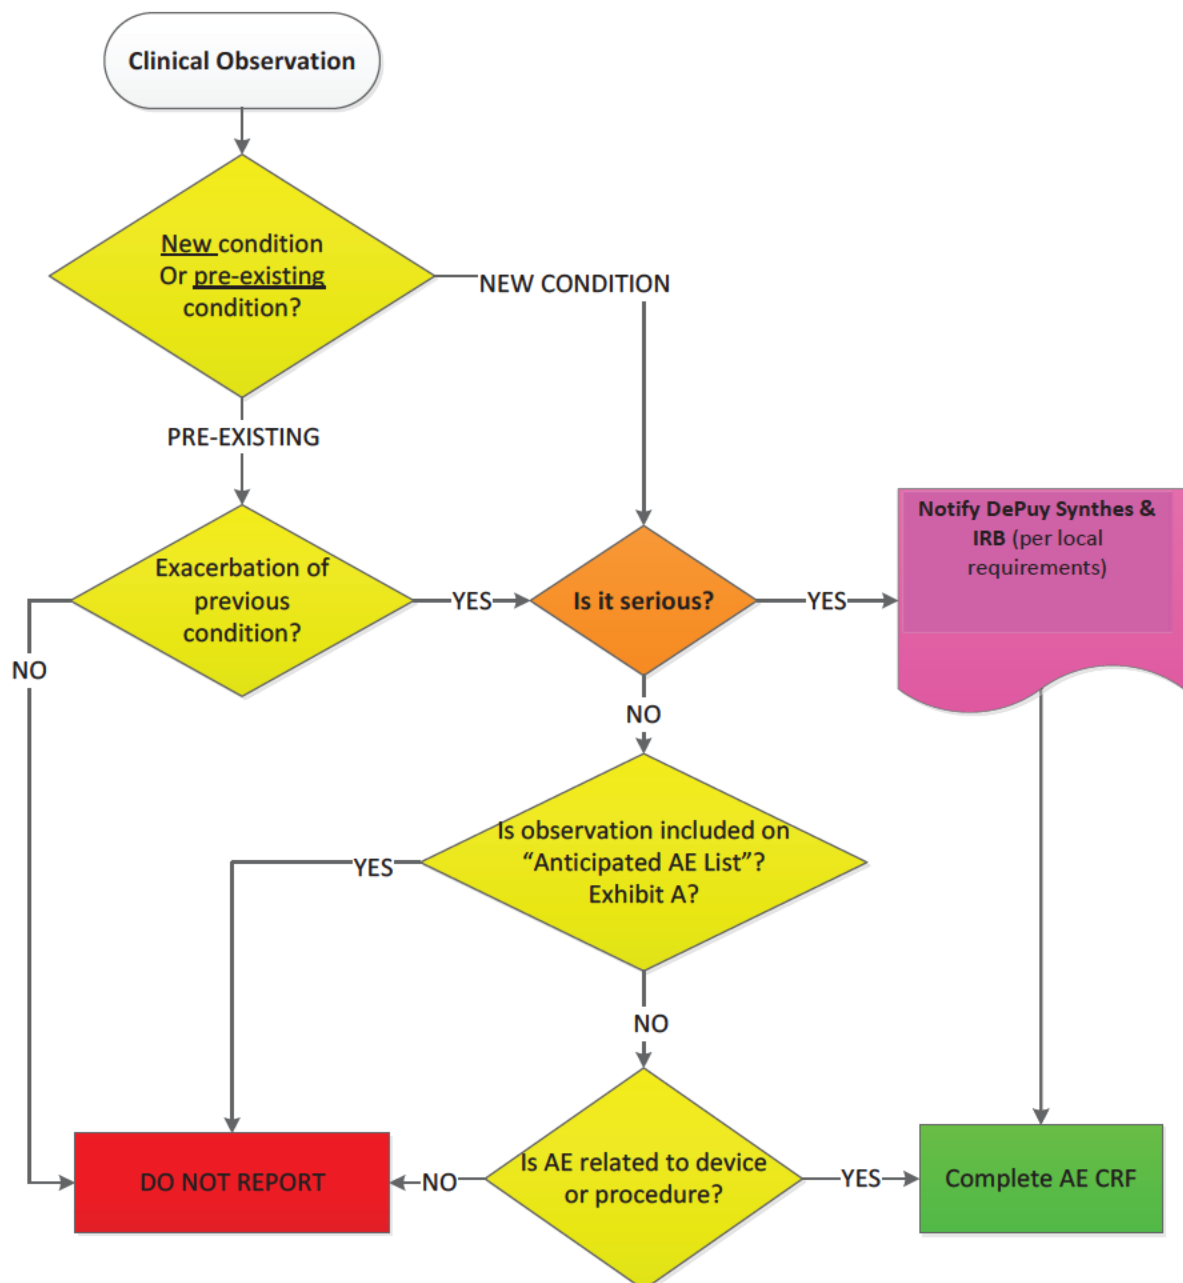 Clinical Observation
New condition
Or pre-existing
condition?
NEW CONDITION
PRE-EXISTING
Exacerbation of
previous
condition?
YES
Is it serious?
YES
Notify DePuy Synthes &
IRB (per local
requirements)
NO
NO
Is observation included on
“Anticipated AE List”?
Exhibit A?
YES
NO
DO NOT REPORT
NO
Is AE related to device
or procedure?
YES
Complete AE CRF